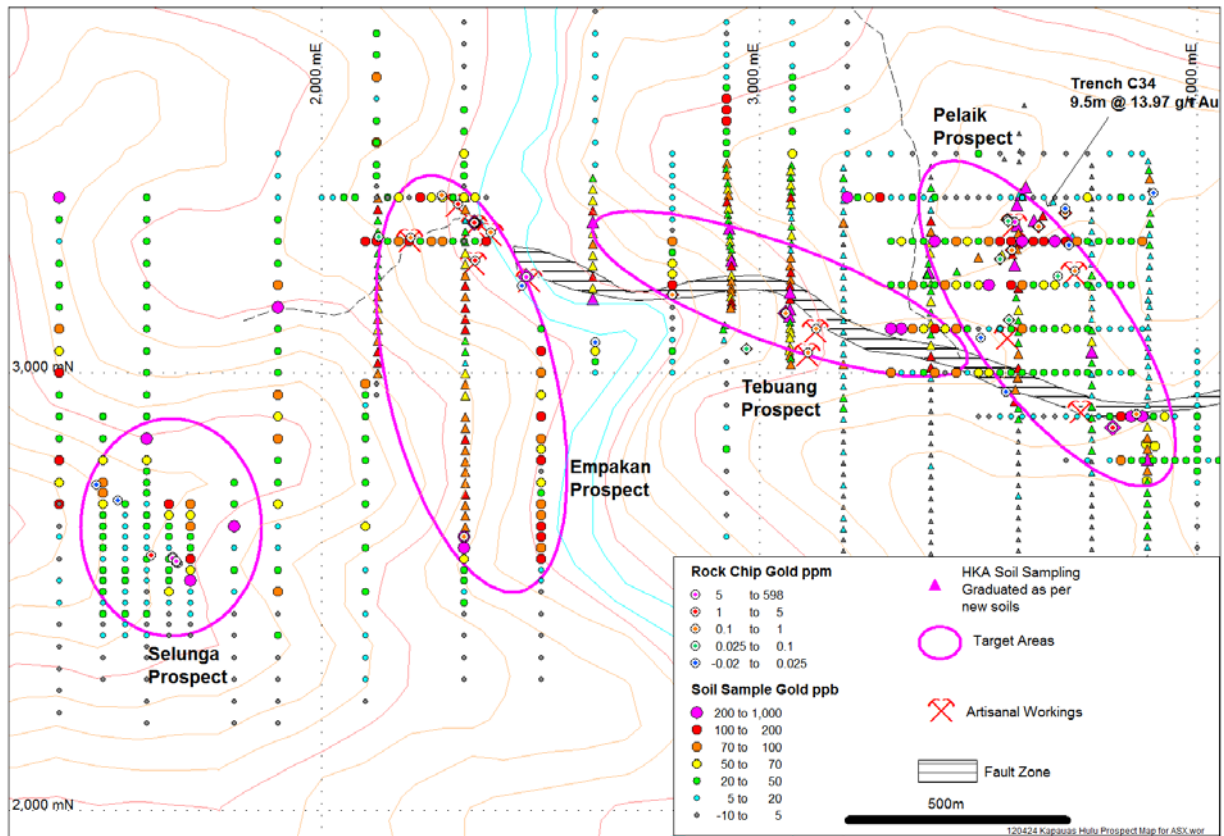 2,000 mE
3,000 mE
000 mE
Trench C34
9.5m @ 13.97 g/t Au
Pelaik
Prospect
3,000 mN
Tebuang
Prospect
Empakan
Prospect
Selunga
Prospect
2,000 mN
Rock Chip Gold ppm
5 to 598
1 to 5
0.1 to 1
0.025 to 0.1
-0.02 to 0.025
Soil Sample Gold ppb
200 to 1,000
100 to 200
70 to 100
50 to 70
20 to 50
5 to 20
-10 to 5
HKA Soil Sampling
Graduated as per
new soils
Target Areas
Artisanal Workings
Fault Zone
500m
120424 Kapauas Hulu Prospect Map for ASX.wor